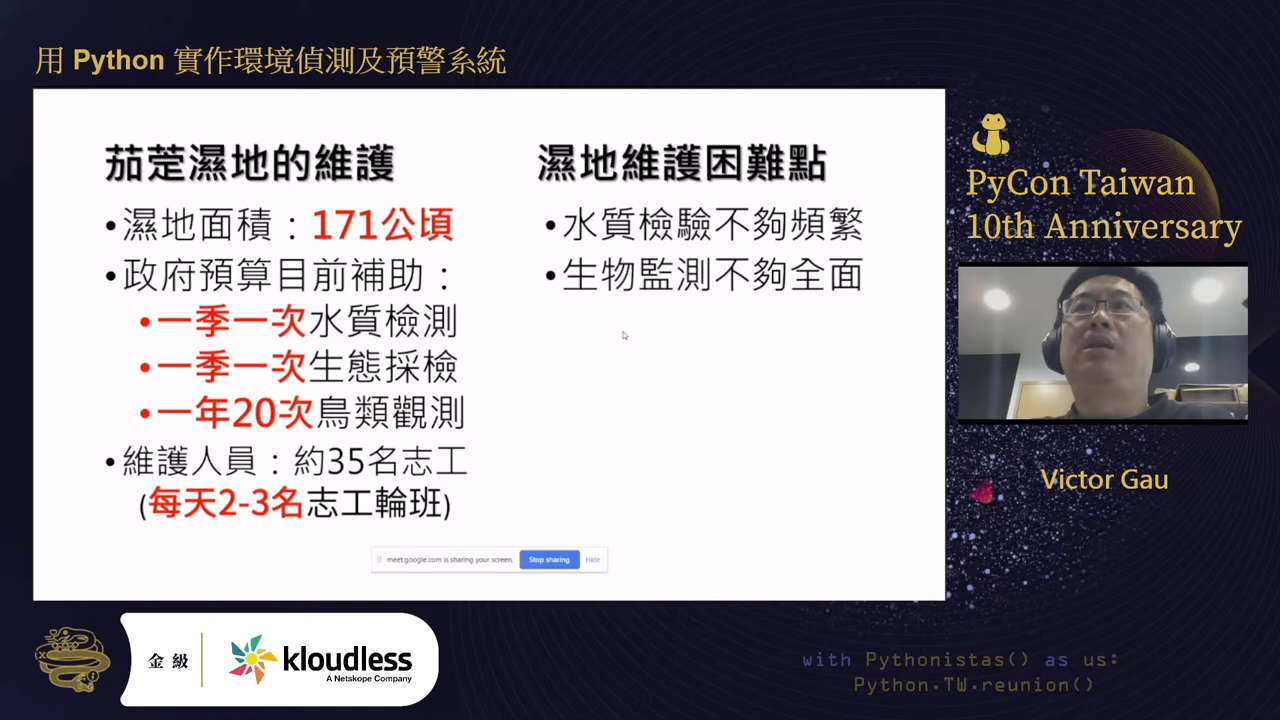 用 Python 實作環境偵測及預警系統
茄萣濕地的維護
•濕地面積：171公頃
•政府預算目前補助：
•一季一次水質檢測
•一季一次生態採檢
•一年20次鳥類觀測
•維護人員：約35名志工
(每天2-3名志工輪班)
濕地維護困難點
•水質檢驗不夠頻繁
•生物監測不夠全面
meet.google.com is sharing your screen. Stop sharing Hide
PyCon Taiwan
10th Anniversary
Victor Gau
金級
kloudless
A Netskope Company
with Pythonistas() as us:
Python.TW.reunion()